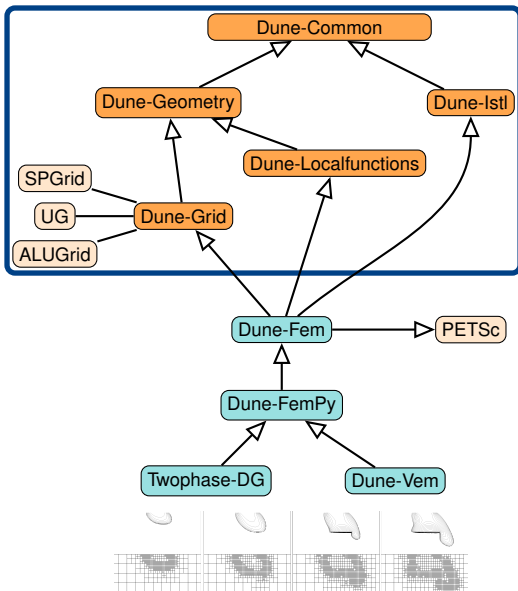 Dune-Common
Dune-Geometry
Dune-Istl
Dune-Localfunctions
SPGrid
UG
Dune-Grid
ALUGrid
Dune-Fem
PETSc
Dune-FemPy
Twophase-DG
Dune-Vem